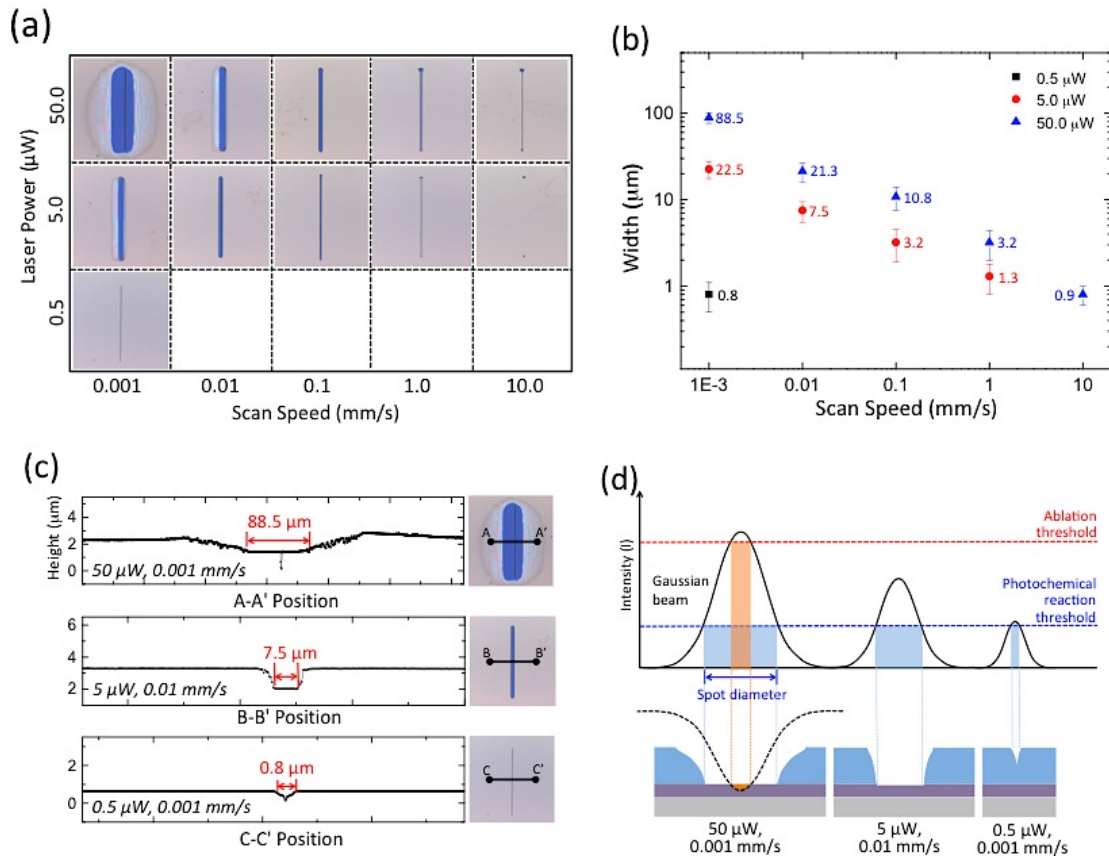 (a)
Laser Power (μW)
50.0
5.0
0.5
0.001 0.01 0.1 1.0 10.0
Scan Speed (mm/s)
(b)
Width (μm)
100
10
1
0.5 μW
5.0 μW
50.0 μW
88.5
22.5
21.3
7.5
10.8
3.2
3.2
1.3
0.8
0.9
1E-3 0.01 0.1 1 10
Scan Speed (mm/s)
(c)
Height (μm)
4
2
0
88.5 μm
50 μW, 0.001 mm/s
A A'
A-A' Position
6
4
2
7.5 μm
5 μW, 0.01 mm/s
B B'
B-B' Position
2
0
0.8 μm
0.5 μW, 0.001 mm/s
C C'
C-C' Position
(d)
Intensity (I)
Gaussian
beam
Ablation
threshold
Photochemical
reaction
threshold
Spot diameter
50 μW,
0.001 mm/s
5 μW,
0.01 mm/s
0.5 μW,
0.001 mm/s